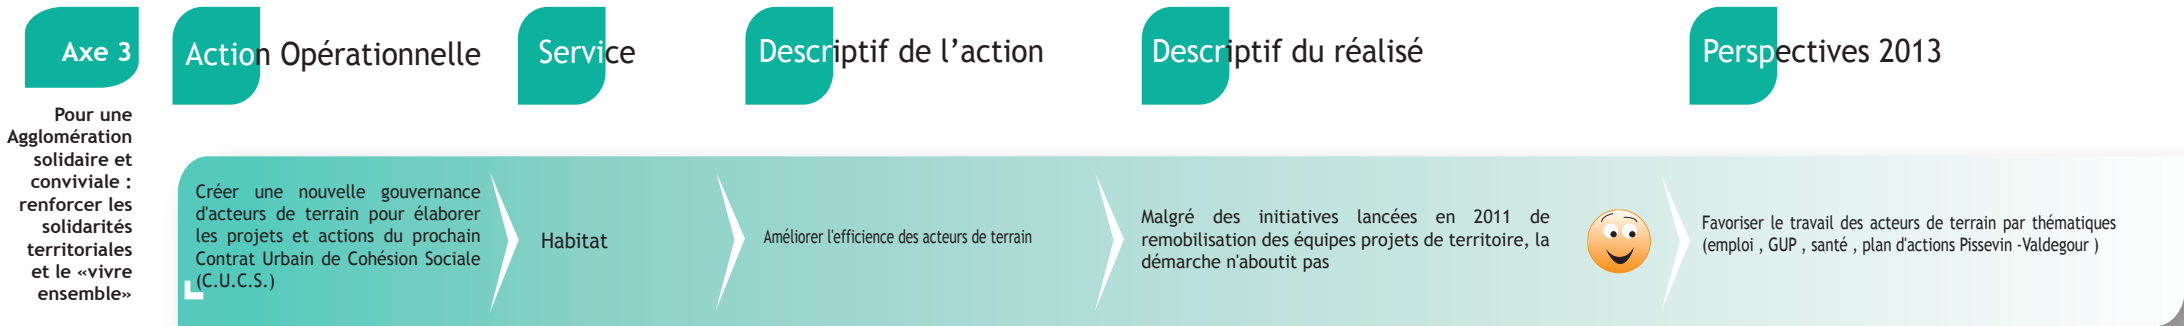 Axe 3
Action Opérationnelle
Service
Descriptif de l’action
Descriptif du réalisé
Perspectives 2013
Pour une
Agglomération
solidaire et
conviviale :
renforcer les
solidarités
territoriales
et le «vivre
ensemble»
Créer une nouvelle gouvernance
d'acteurs de terrain pour élaborer
les projets et actions du prochain
Contrat Urbain de Cohésion Sociale
(C.U.C.S.)
Habitat
Améliorer l'efficience des acteurs de terrain
Malgré des initiatives lancées en 2011 de
remobilisation des équipes projets de territoire, la
démarche n'aboutit pas
Favoriser le travail des acteurs de terrain par thématiques
(emploi , GUP , santé , plan d'actions Pissevin -Valdegour )